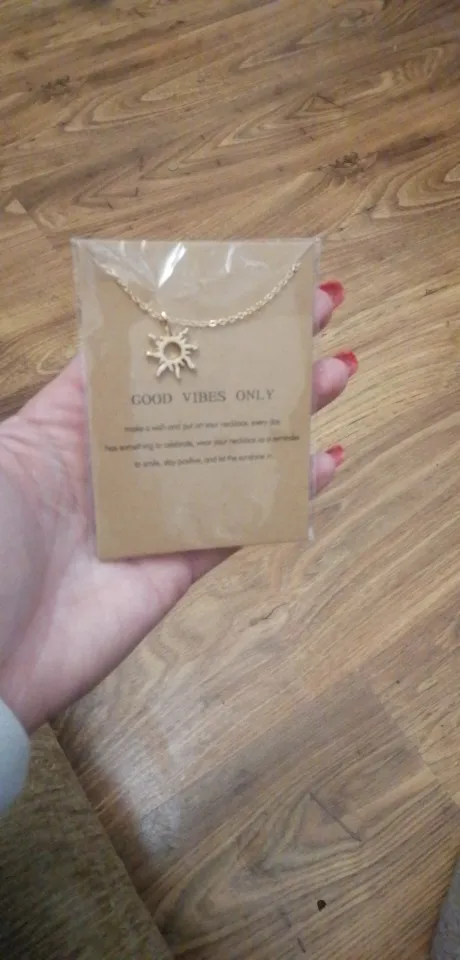 GOOD VIBES ONLY
make a wish and put on your necklace, every day
has something to celebrate, wear your necklace as a reminder
to smile, stay positive, and let the sunshine in...